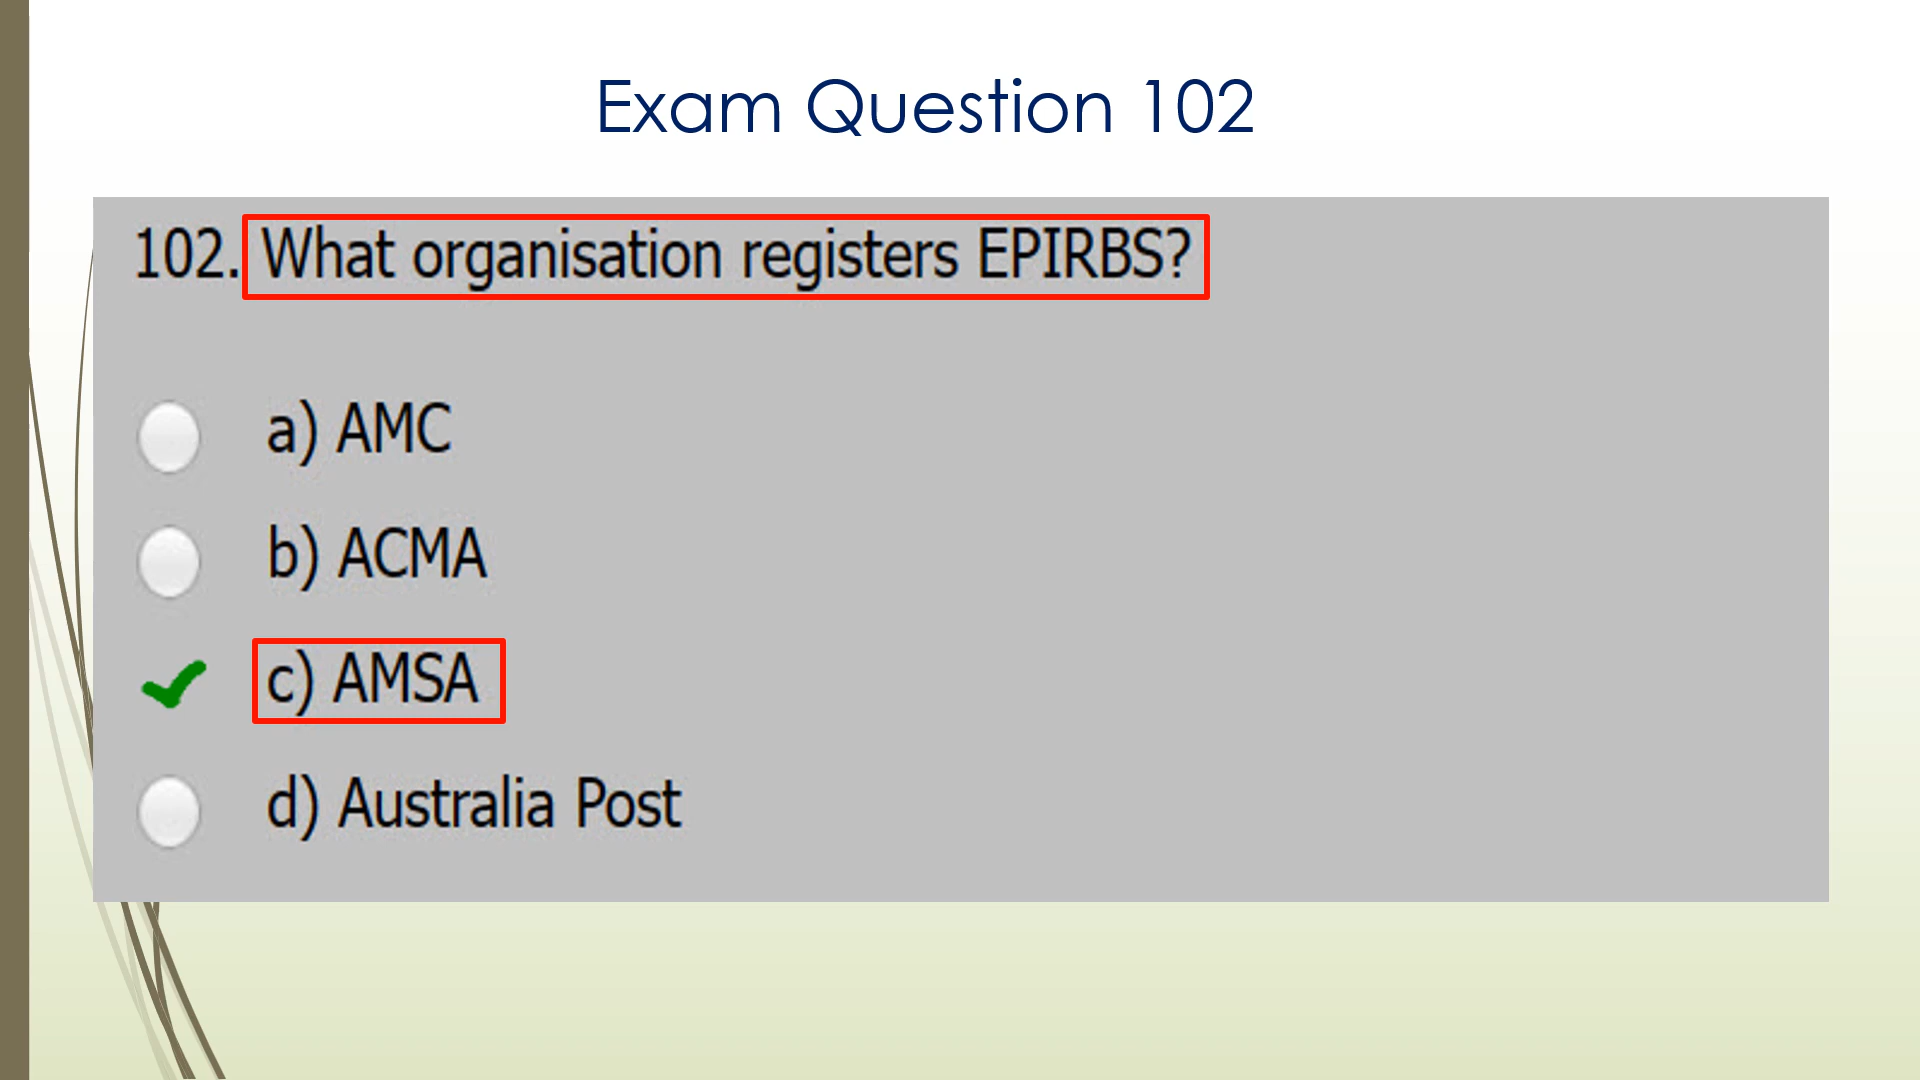 Exam Question 102
102. What organisation registers EPIRBS?
a) AMC
b) ACMA
c) AMSA
d) Australia Post